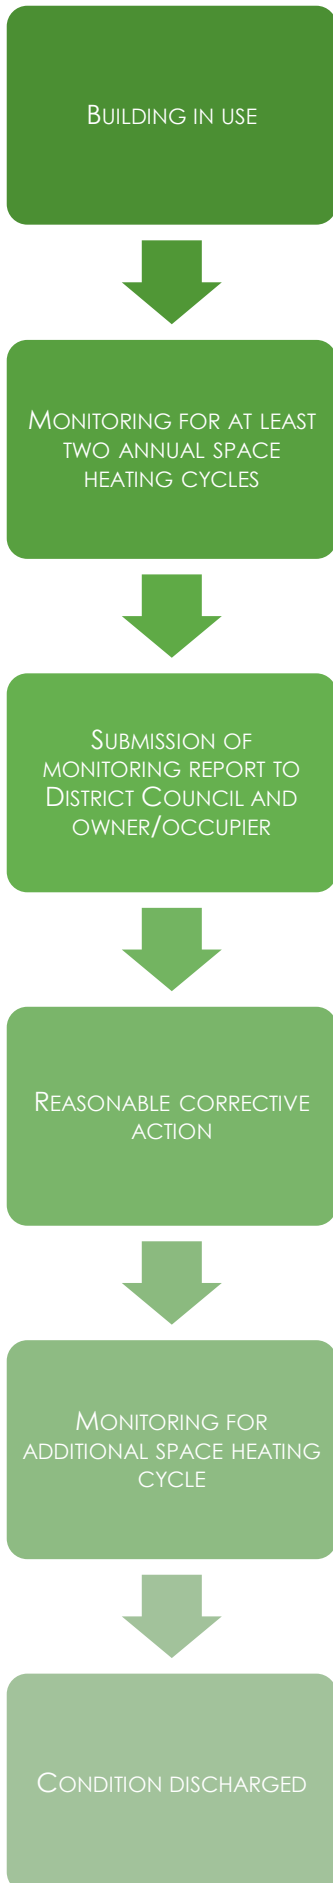 Building in use
Monitoring for at least
two annual space
heating cycles
Submission of
monitoring report to
District Council and
owner/occupier
Reasonable corrective
action
Monitoring for
additional space heating
cycle
Condition discharged